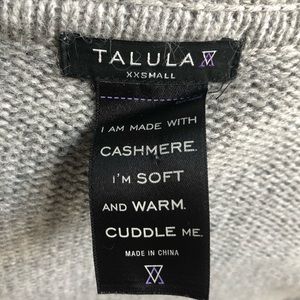 TALULA
XXSMALL
I AM MADE WITH
CASHMERE.
I'M SOFT
AND WARM.
CUDDLE ME.
MADE IN CHINA